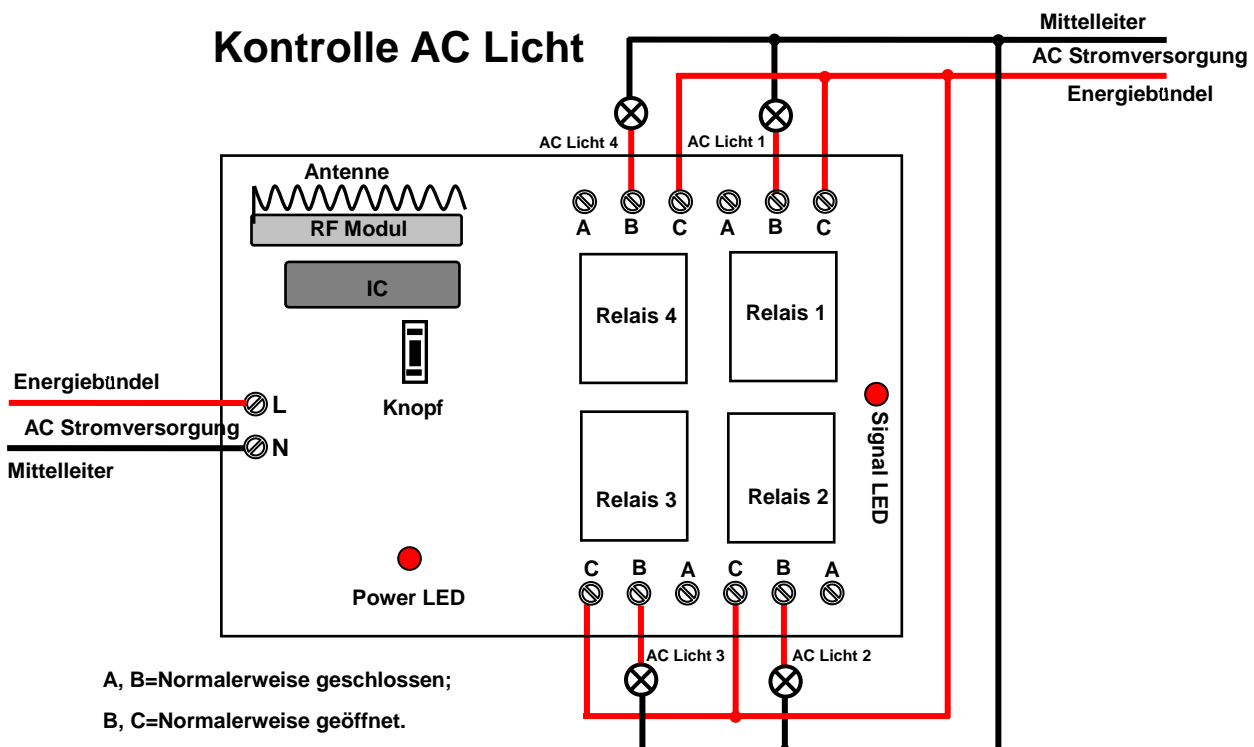 Kontrolle AC Licht
Mittelleiter
AC Stromversorgung
Energiebündel
AC Licht 4
AC Licht 1
Antenne
RF Modul
IC
A B C A B C
Relais 4
Relais 1
Energiebündel
L
Knopf
AC Stromversorgung
N
Mittelleiter
Signal LED
Relais 3
Relais 2
C B A C B A
Power LED
AC Licht 3
AC Licht 2
A, B=Normalerweise geschlossen;
B, C=Normalerweise geöffnet.